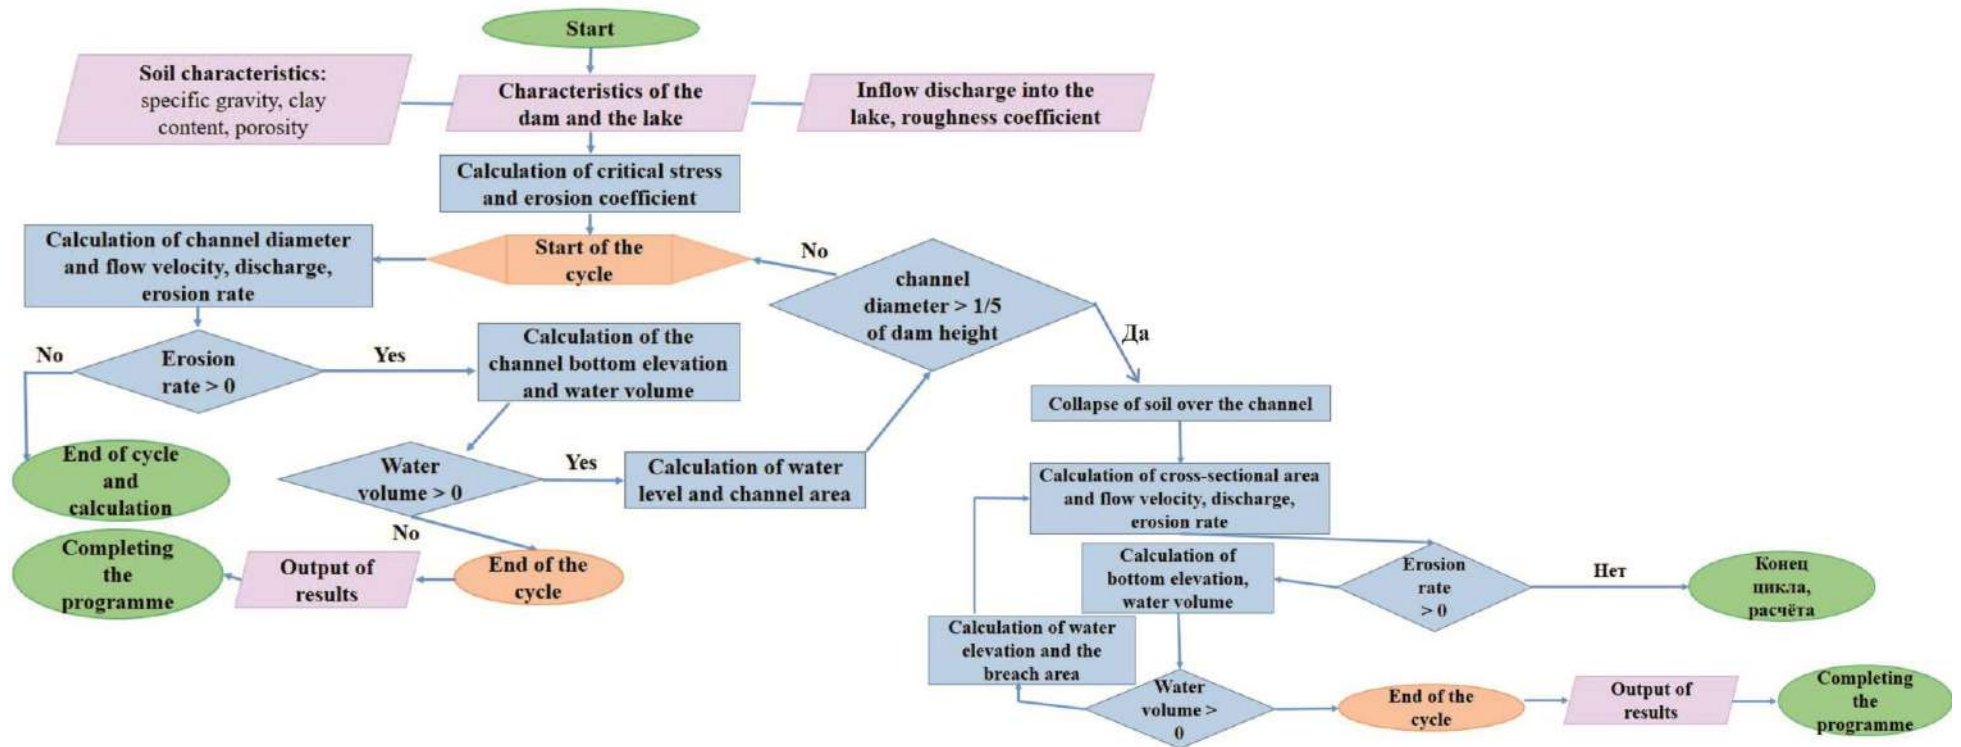 Start
Soil characteristics:
specific gravity, clay
content, porosity
Characteristics of the
dam and the lake
Inflow discharge into the
lake, roughness coefficient
Calculation of critical stress
and erosion coefficient
Calculation of channel diameter
and flow velocity, discharge,
erosion rate
Start of the
cycle
No
channel
diameter > 1/5
of dam height
Да
No
Erosion
rate > 0
Yes
Calculation of the
channel bottom elevation
and water volume
Collapse of soil over the channel
End of cycle
and
calculation
Water
volume > 0
Yes
Calculation of water
level and channel area
Calculation of cross-sectional area
and flow velocity, discharge,
erosion rate
No
Completing
the
programme
Output of
results
End of the
cycle
Calculation of
bottom elevation,
water volume
Erosion
rate
> 0
Нет
Конец
цикла,
расчёта
Calculation of water
elevation and the
breach area
Water
volume >
0
End of the
cycle
Output of
results
Completing
the
programme